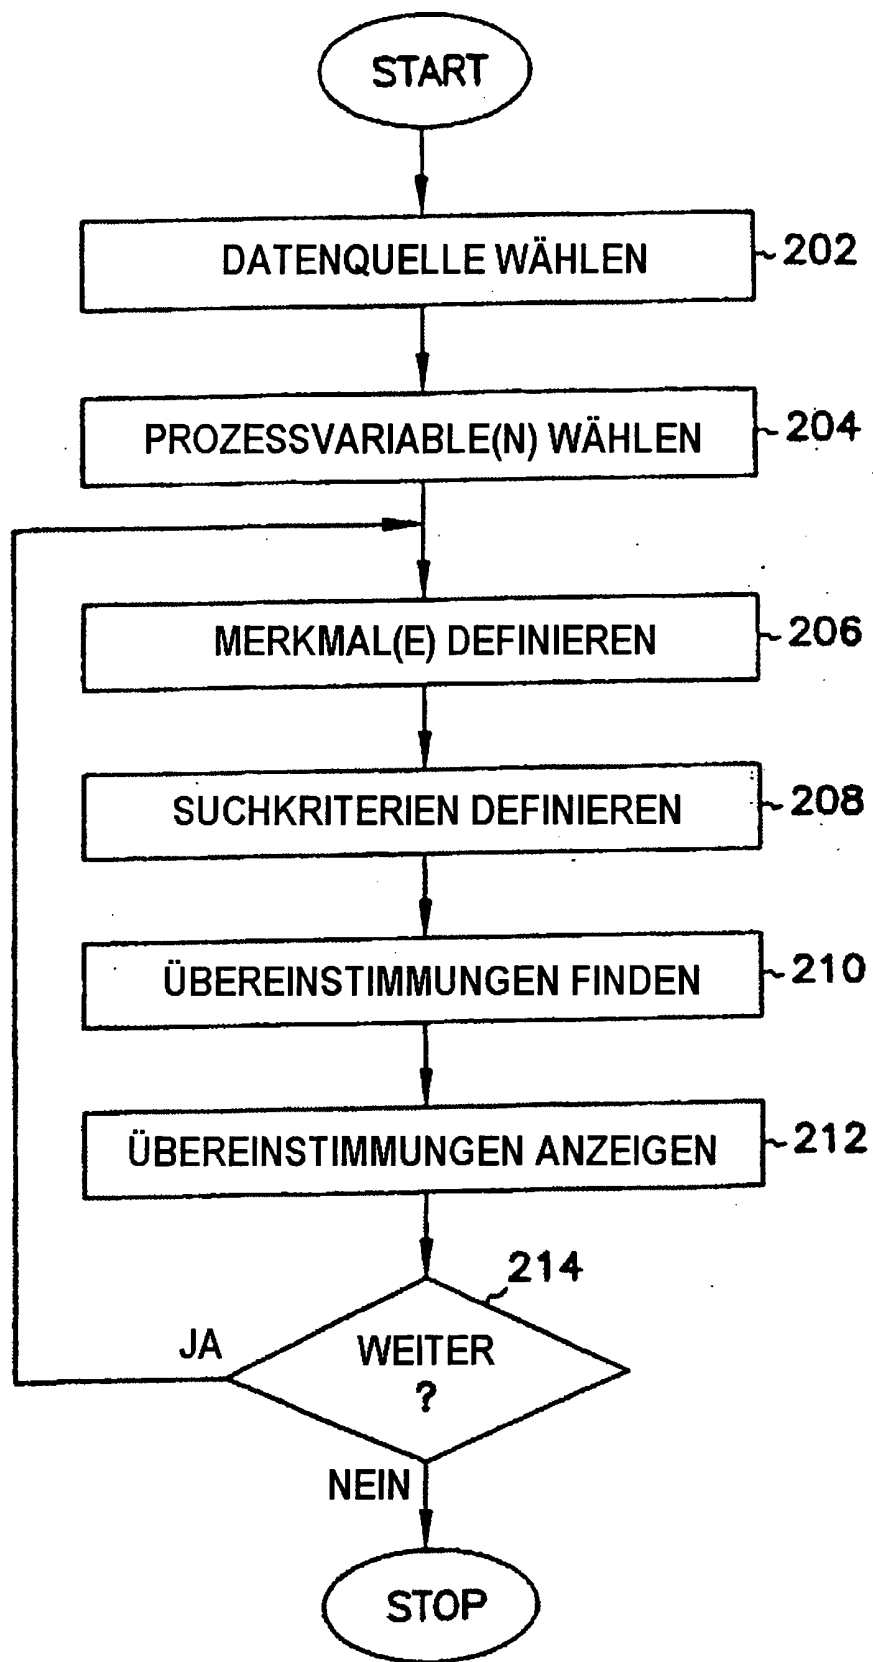 START
DATENQUELLE WÄHLEN 202
PROZESSVARIABLE(N) WÄHLEN 204
MERKMAL(E) DEFINIEREN 206
SUCHKRITERIEN DEFINIEREN 208
ÜBEREINSTIMMUNGEN FINDEN 210
ÜBEREINSTIMMUNGEN ANZEIGEN 212
214
JA
WEITER
?
NEIN
STOP